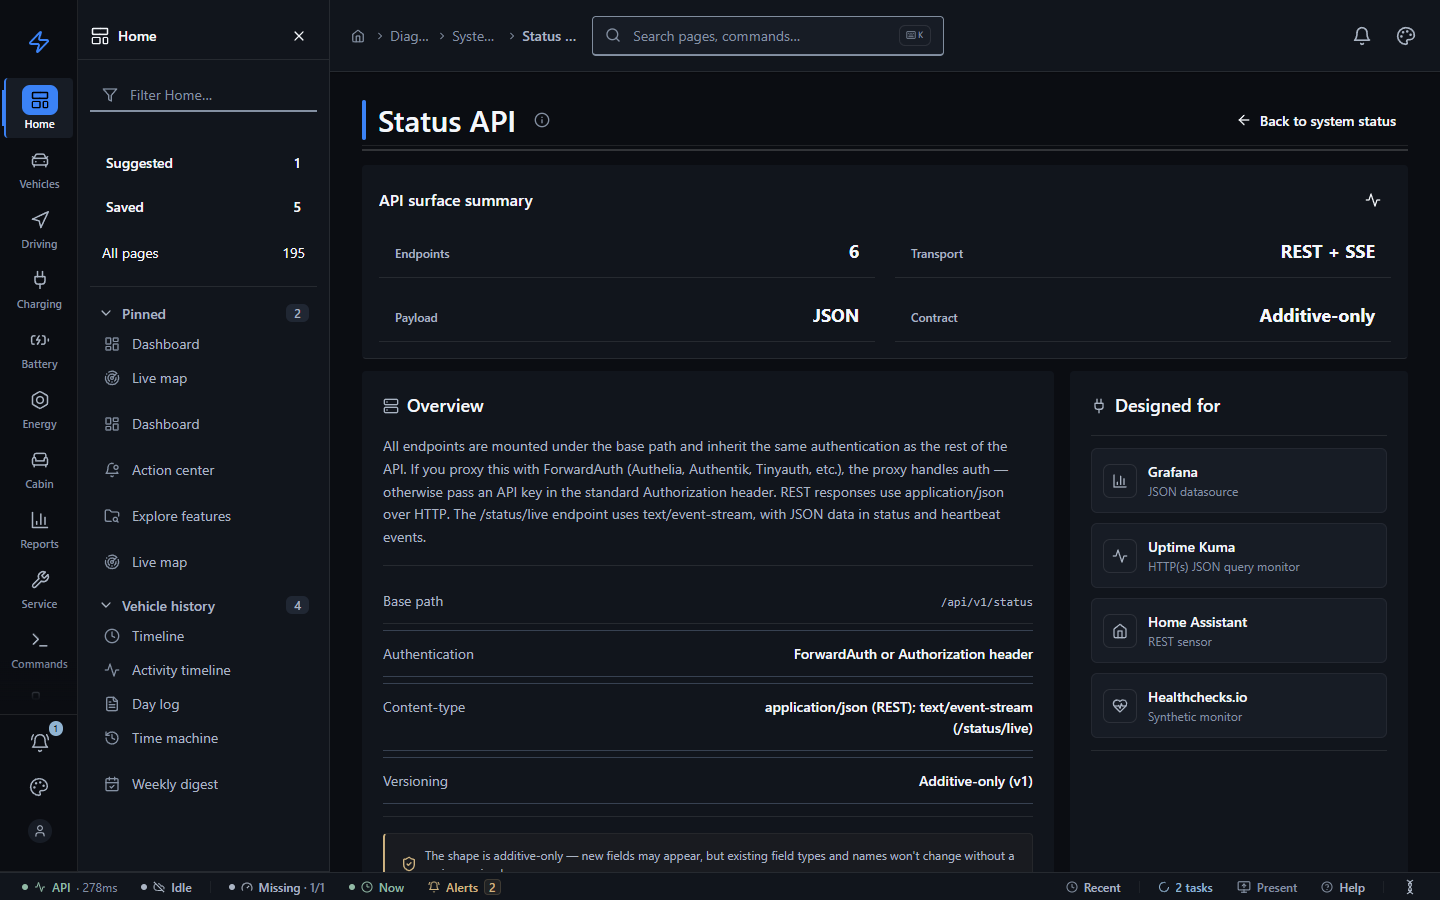 Home
Diag...
Syste...
Status ...
Search pages, commands...
K
Home
Vehicles
Driving
Charging
Battery
Energy
Cabin
Reports
Service
Commands
1
Filter Home...
Suggested 1
Saved 5
All pages 195
Pinned 2
Dashboard
Live map
Dashboard
Action center
Explore features
Live map
Vehicle history 4
Timeline
Activity timeline
Day log
Time machine
Weekly digest
Status API
Back to system status
API surface summary
Endpoints 6
Transport REST + SSE
Payload JSON
Contract Additive-only
Overview
All endpoints are mounted under the base path and inherit the same authentication as the rest of the
API. If you proxy this with ForwardAuth (Authelia, Authentik, Tinyauth, etc.), the proxy handles auth —
otherwise pass an API key in the standard Authorization header. REST responses use application/json
over HTTP. The /status/live endpoint uses text/event-stream, with JSON data in status and heartbeat
events.
Base path /api/v1/status
Authentication ForwardAuth or Authorization header
Content-type application/json (REST); text/event-stream
(/status/live)
Versioning Additive-only (v1)
The shape is additive-only — new fields may appear, but existing field types and names won't change without a
Designed for
Grafana
JSON datasource
Uptime Kuma
HTTP(s) JSON query monitor
Home Assistant
REST sensor
Healthchecks.io
Synthetic monitor
API · 278ms
Idle
Missing · 1/1
Now
Alerts 2
Recent
2 tasks
Present
Help